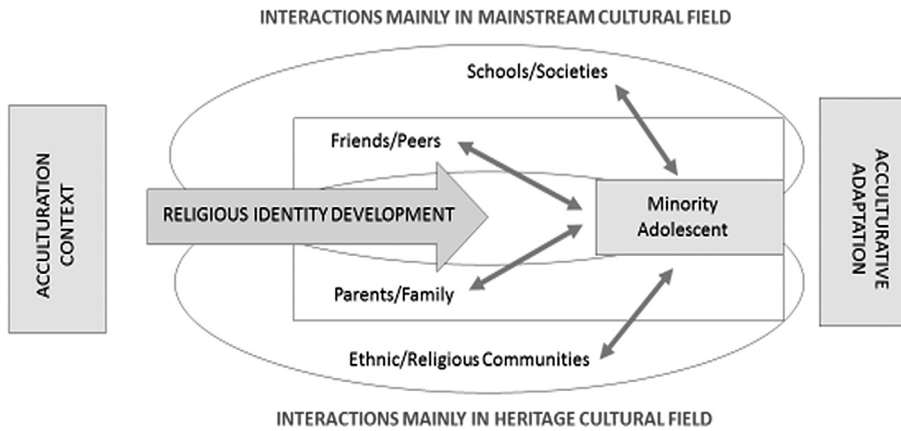 INTERACTIONS MAINLY IN MAINSTREAM CULTURAL FIELD
Schools/Societies
Friends/Peers
ACCULTURATION
CONTEXT
RELIGIOUS IDENTITY DEVELOPMENT
Minority
Adolescent
ACCULTURATIVE
ADAPTATION
Parents/Family
Ethnic/Religious Communities
INTERACTIONS MAINLY IN HERITAGE CULTURAL FIELD